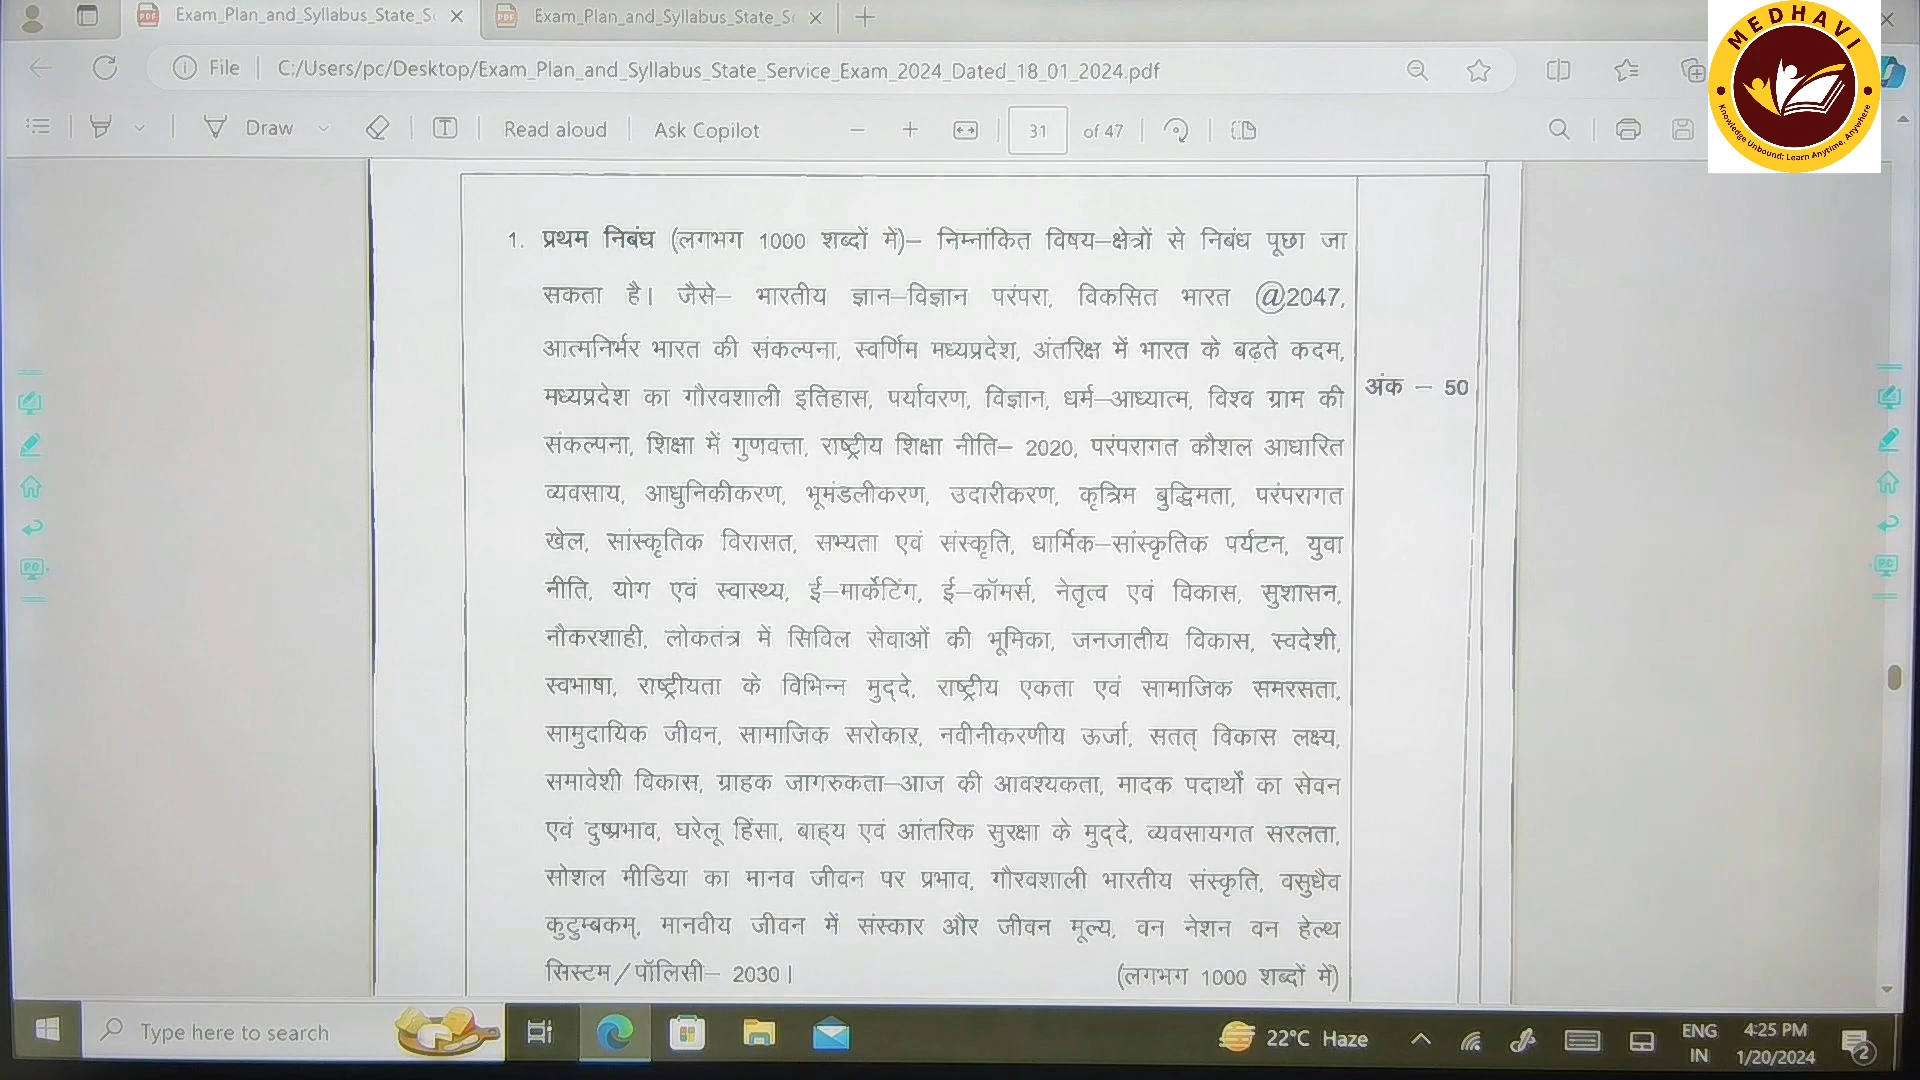 Exam_Plan_and_Syllabus_State_S
Exam_Plan_and_Syllabus_State_S
File
C:/Users/pc/Desktop/Exam_Plan_and_Syllabus_State_Service_Exam_2024_Dated_18_01_2024.pdf
Draw
Read aloud
Ask Copilot
31
of 47
MEDHAVI
Knowledge Unbound: Learn Anytime, Anywhere
1. प्रथम निबंध (लगभग 1000 शब्दों में)– निम्नांकित विषय–क्षेत्रों से निबंध पूछा जा
सकता है। जैसे– भारतीय ज्ञान–विज्ञान परंपरा, विकसित भारत @2047,
आत्मनिर्भर भारत की संकल्पना, स्वर्णिम मध्यप्रदेश, अंतरिक्ष में भारत के बढ़ते कदम,
मध्यप्रदेश का गौरवशाली इतिहास, पर्यावरण, विज्ञान, धर्म–आध्यात्म, विश्व ग्राम की
अंक – 50
संकल्पना, शिक्षा में गुणवत्ता, राष्ट्रीय शिक्षा नीति– 2020, परंपरागत कौशल आधारित
व्यवसाय, आधुनिकीकरण, भूमंडलीकरण, उदारीकरण, कृत्रिम बुद्धिमता, परंपरागत
खेल, सांस्कृतिक विरासत, सभ्यता एवं संस्कृति, धार्मिक–सांस्कृतिक पर्यटन, युवा
नीति, योग एवं स्वास्थ्य, ई–मार्केटिंग, ई–कॉमर्स, नेतृत्व एवं विकास, सुशासन,
नौकरशाही, लोकतंत्र में सिविल सेवाओं की भूमिका, जनजातीय विकास, स्वदेशी,
स्वभाषा, राष्ट्रीयता के विभिन्न मुद्दे, राष्ट्रीय एकता एवं सामाजिक समरसता,
सामुदायिक जीवन, सामाजिक सरोकार, नवीनीकरणीय ऊर्जा, सतत् विकास लक्ष्य,
समावेशी विकास, ग्राहक जागरुकता–आज की आवश्यकता, मादक पदार्थों का सेवन
एवं दुष्प्रभाव, घरेलू हिंसा, बाह्य एवं आंतरिक सुरक्षा के मुद्दे, व्यवसायगत सरलता,
सोशल मीडिया का मानव जीवन पर प्रभाव, गौरवशाली भारतीय संस्कृति, वसुधैव
कुटुम्बकम्, मानवीय जीवन में संस्कार और जीवन मूल्य, वन नेशन वन हेल्थ
सिस्टम/पॉलिसी– 2030। (लगभग 1000 शब्दों में)
Type here to search
22°C Haze
ENG
IN
4:25 PM
1/20/2024
2